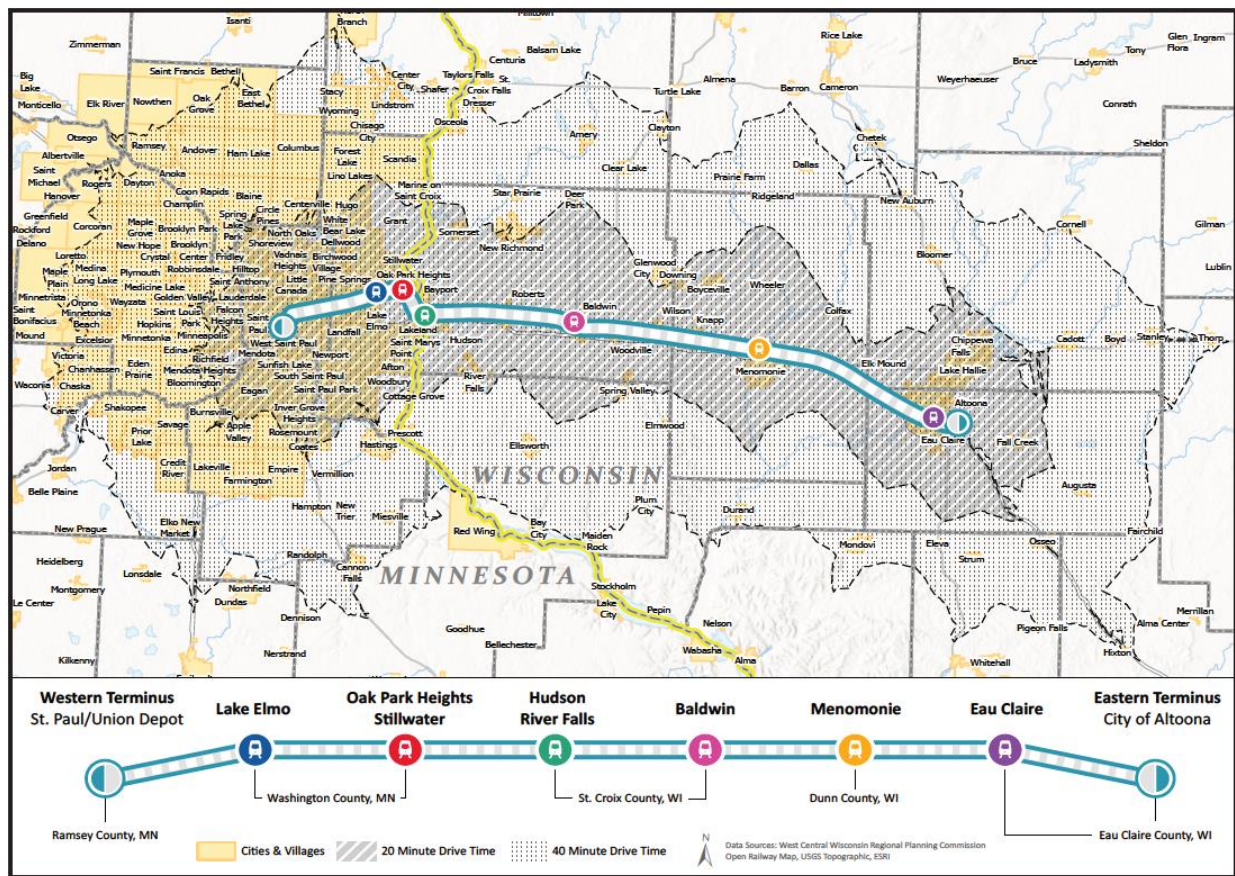 Isanti
North
Branch
Milltown
Zimmerman
Centuria
Balsam Lake
Rice Lake
Glen
Flora
Ingram
Tony
Bruce
Ladysmith
Big
Lake
Monticello
Saint Francis
Bethel
Center
City
Taylors Falls
St.
Croix Falls
Shafer
Dresser
Almena
Barron
Cameron
Weyerhaeuser
Elk River
Nowthen
Oak
Grove
East
Bethel
Stacy
Wyoming
Lindstrom
Turtle Lake
Conrath
Otsego
Ramsey
Andover
Ham Lake
Columbus
Chisago
City
Osceola
Amery
Clayton
Chetek
Sheldon
Albertville
Forest
Lake
Scandia
Clear Lake
Dallas
Saint
Michael
Hanover
Rogers
Dayton
Anoka
Coon Rapids
Champlin
Blaine
Lino Lakes
Marine on
Saint Croix
Star Prairie
Deer
Park
Prairie Farm
Ridgeland
New Auburn
Greenfield
Rockford
Delano
Corcoran
Maple
Grove
Brooklyn Park
Spring
Lake
Park
Circle
Pines
Centerville
Hugo
White
Bear Lake
Grant
Somerset
New Richmond
Cornell
Gilman
Loretto
New Hope
Crystal
Brooklyn
Center
Fridley
North Oaks
Shoreview
Dellwood
Stillwater
Glenwood
City
Downing
Bloomer
Lublin
Maple
Plain
Medina
Long Lake
Plymouth
Robbinsdale
Hilltop
Vadnais
Heights
Birchwood
Village
Oak Park Heights
Boyceville
Wheeler
Minnetrista
Medicine Lake
Saint Anthony
Little
Canada
Pine Springs
Bayport
Saint
Bonifacius
Mound
Orono
Minnetonka
Beach
Wayzata
Golden Valley
Lauderdale
Roberts
Baldwin
Wilson
Knapp
Colfax
Saint Louis
Park
Falcon
Heights
Saint
Paul
Landfall
Lake
Elmo
Lakeland
Hopkins
Excelsior
Minnetonka
Minneapolis
West Saint Paul
Saint Marys
Point
Hudson
Woodville
Chippewa
Falls
Cadott
Boyd
Stanley
Thorp
Victoria
Chanhassen
Edina
Richfield
Mendota
Mendota Heights
Newport
Afton
Menomonie
Elk Mound
Lake Hallie
Waconia
Chaska
Eden
Prairie
Bloomington
Sunfish Lake
South Saint Paul
Saint Paul Park
Woodbury
Cottage Grove
River
Falls
Spring Valley
Altoona
Carver
Shakopee
Eagan
Burnsville
Savage
Inver Grove
Heights
Elmwood
Eau Claire
Fall Creek
Prior
Lake
Apple
Valley
Rosemount
Coates
Prescott
Hastings
Ellsworth
Jordan
Credit
River
Lakeville
Empire
Farmington
Vermillion
WISCONSIN
Augusta
Belle Plaine
Hampton
New
Trier
Miesville
Plum
City
Durand
New Prague
Elko New
Market
Red Wing
Bay
City
Maiden
Rock
Mondovi
Eleva
Osseo
Fairchild
Heidelberg
Lonsdale
Randolph
Cannon
Falls
MINNESOTA
Strum
Montgomery
Northfield
Dundas
Stockholm
Lake
City
Le Center
Dennison
Pepin
Nelson
Merrillan
Alma Center
Goodhue
Pigeon Falls
Kilkenny
Nerstrand
Bellechester
Wabasha
Alma
Whitehall
Hixton
Western Terminus
St. Paul/Union Depot
Lake Elmo
Oak Park Heights
Stillwater
Hudson
River Falls
Baldwin
Menomonie
Eau Claire
Eastern Terminus
City of Altoona
Washington County, MN
St. Croix County, WI
Dunn County, WI
Ramsey County, MN
Eau Claire County, WI
Cities & Villages
20 Minute Drive Time
40 Minute Drive Time
N
Data Sources: West Central Wisconsin Regional Planning Commission
Open Railway Map, USGS Topographic, ESRI